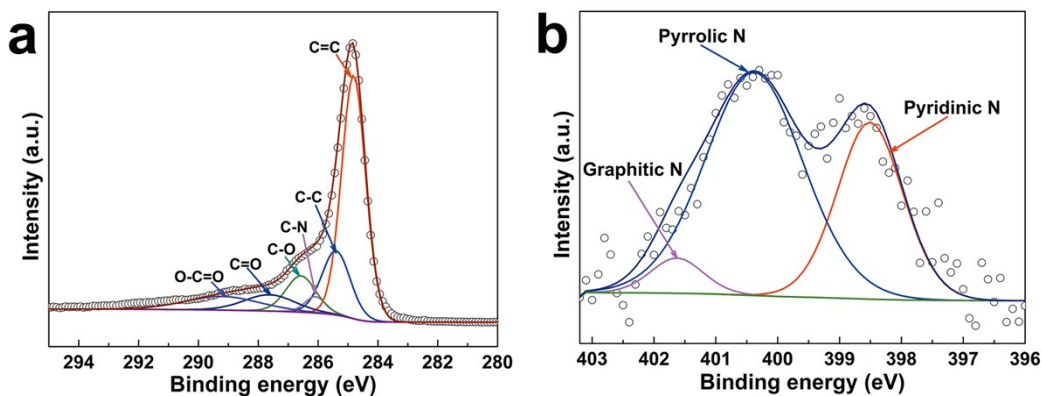 a
C=C
C-C
C-N
C-O
C=O
O-C=O
Intensity (a.u.)
294 292 290 288 286 284 282 280
Binding energy (eV)
b
Pyrrolic N
Pyridinic N
Graphitic N
Intensity (a.u.)
403 402 401 400 399 398 397 396
Binding energy (eV)